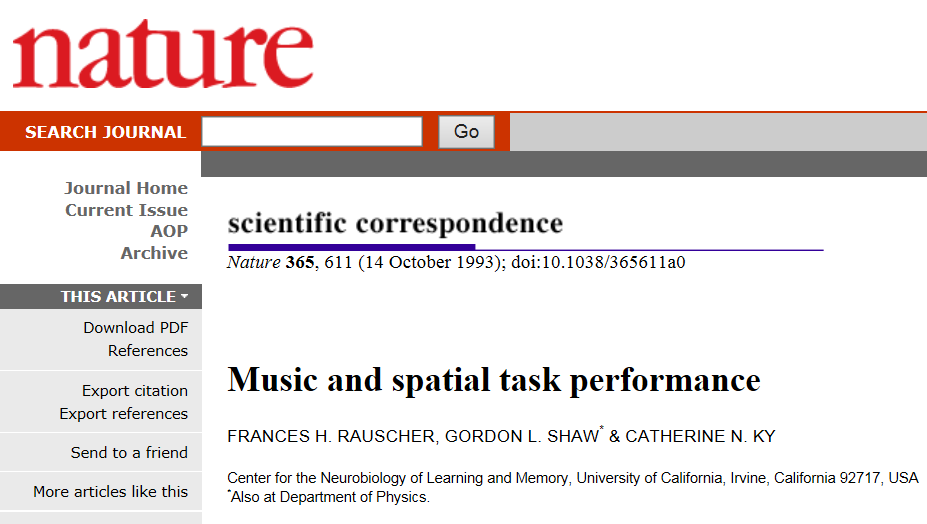 nature
SEARCH JOURNAL Go
Journal Home
Current Issue
AOP
Archive
THIS ARTICLE
Download PDF
References
Export citation
Export references
Send to a friend
More articles like this
scientific correspondence
Nature 365, 611 (14 October 1993); doi:10.1038/365611a0
Music and spatial task performance
FRANCES H. RAUSCHER, GORDON L. SHAW* & CATHERINE N. KY
Center for the Neurobiology of Learning and Memory, University of California, Irvine, California 92717, USA
*Also at Department of Physics.